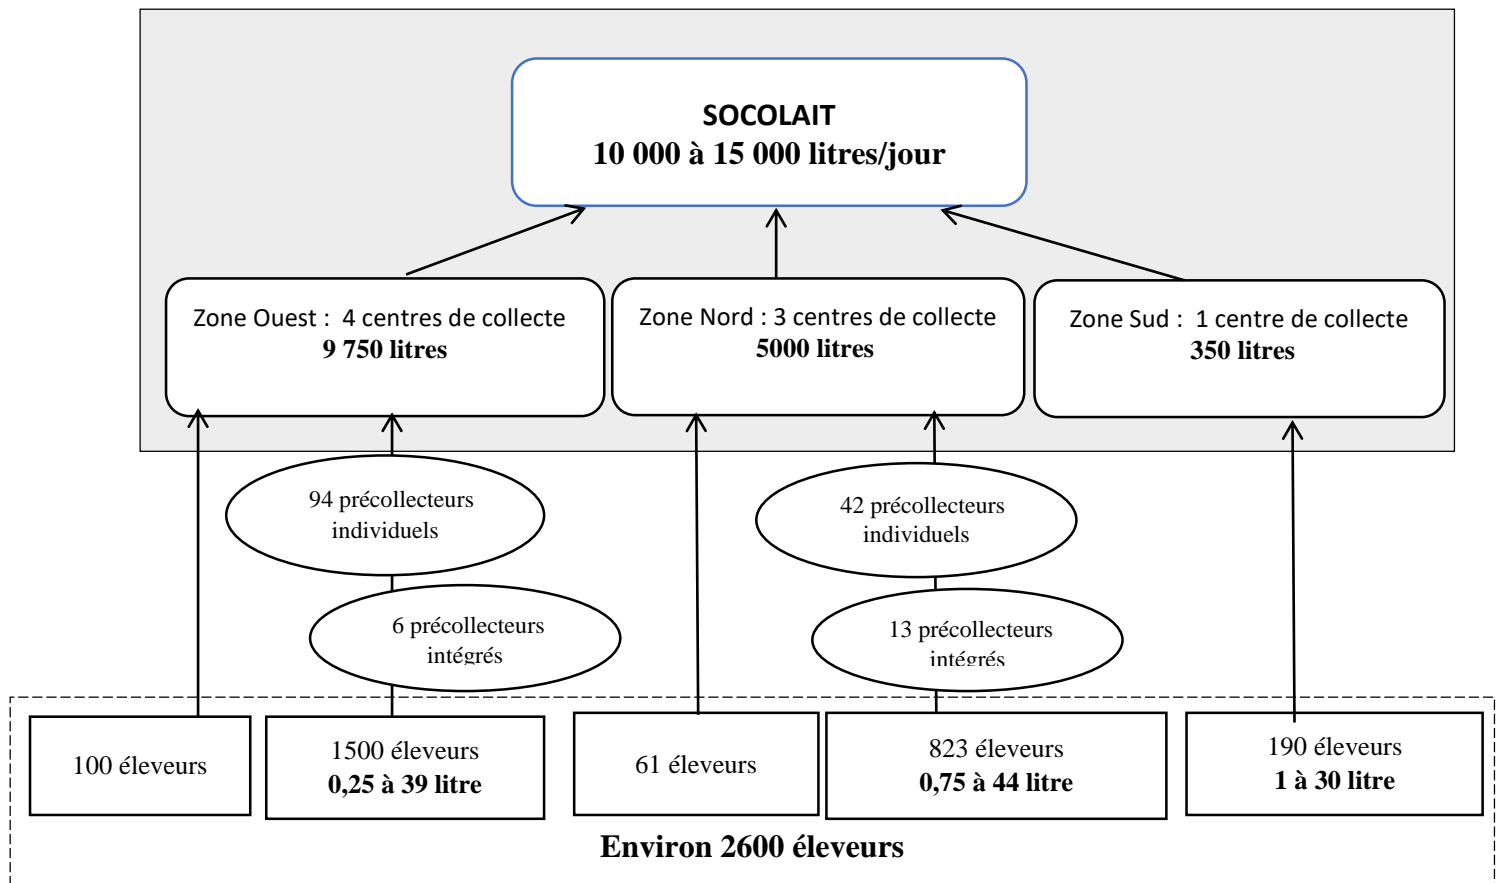 SOCOLAIT
10 000 à 15 000 litres/jour
Zone Ouest : 4 centres de collecte
9 750 litres
Zone Nord : 3 centres de collecte
5000 litres
Zone Sud : 1 centre de collecte
350 litres
94 précollecteurs
individuels
42 précollecteurs
individuels
6 précollecteurs
intégrés
13 précollecteurs
intégrés
100 éleveurs
1500 éleveurs
0,25 à 39 litre
61 éleveurs
823 éleveurs
0,75 à 44 litre
190 éleveurs
1 à 30 litre
Environ 2600 éleveurs